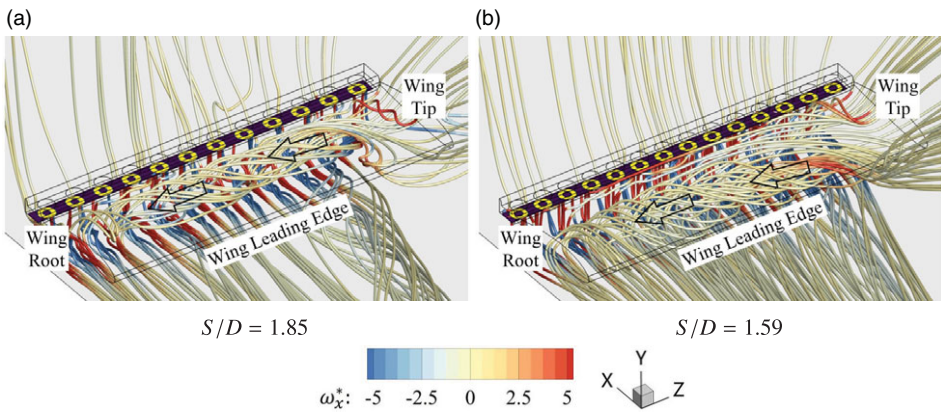 (a)
(b)
Wing
Tip
Wing
Root
Wing Leading Edge
Wing
Tip
Wing
Root
Wing Leading Edge
S/D = 1.85
S/D = 1.59
ω*x: -5 -2.5 0 2.5 5
Y
X
Z